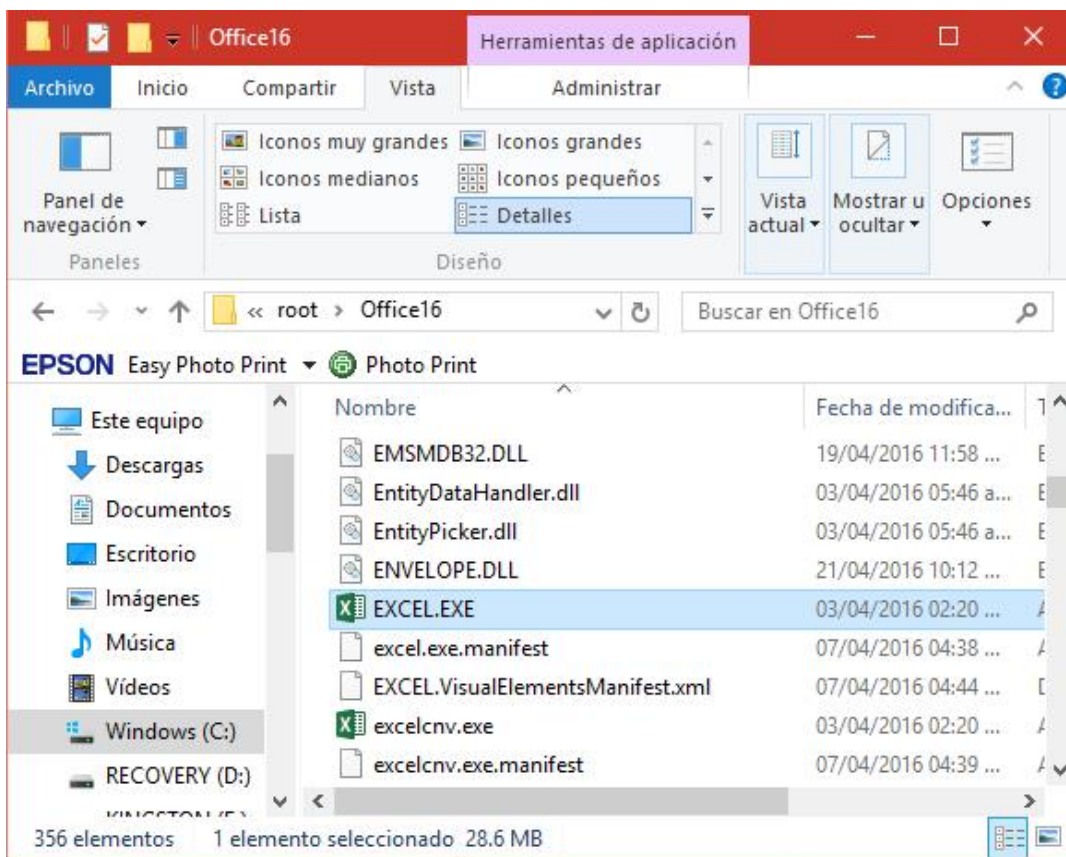 Office16
Herramientas de aplicación
Archivo Inicio Compartir Vista Administrar
Panel de navegación
Paneles
Iconos muy grandes Iconos grandes
Iconos medianos Iconos pequeños
Lista Detalles
Diseño
Vista actual
Mostrar u ocultar
Opciones
« root > Office16
Buscar en Office16
EPSON Easy Photo Print Photo Print
Este equipo
Descargas
Documentos
Escritorio
Imágenes
Música
Vídeos
Windows (C:)
RECOVERY (D:)
Nombre Fecha de modifica...
EMSMDB32.DLL 19/04/2016 11:58 ...
EntityDataHandler.dll 03/04/2016 05:46 a...
EntityPicker.dll 03/04/2016 05:46 a...
ENVELOPE.DLL 21/04/2016 10:12 ...
EXCEL.EXE 03/04/2016 02:20 ...
excel.exe.manifest 07/04/2016 04:38 ...
EXCEL.VisualElementsManifest.xml 07/04/2016 04:44 ...
excelcnv.exe 03/04/2016 02:20 ...
excelcnv.exe.manifest 07/04/2016 04:39 ...
356 elementos 1 elemento seleccionado 28.6 MB